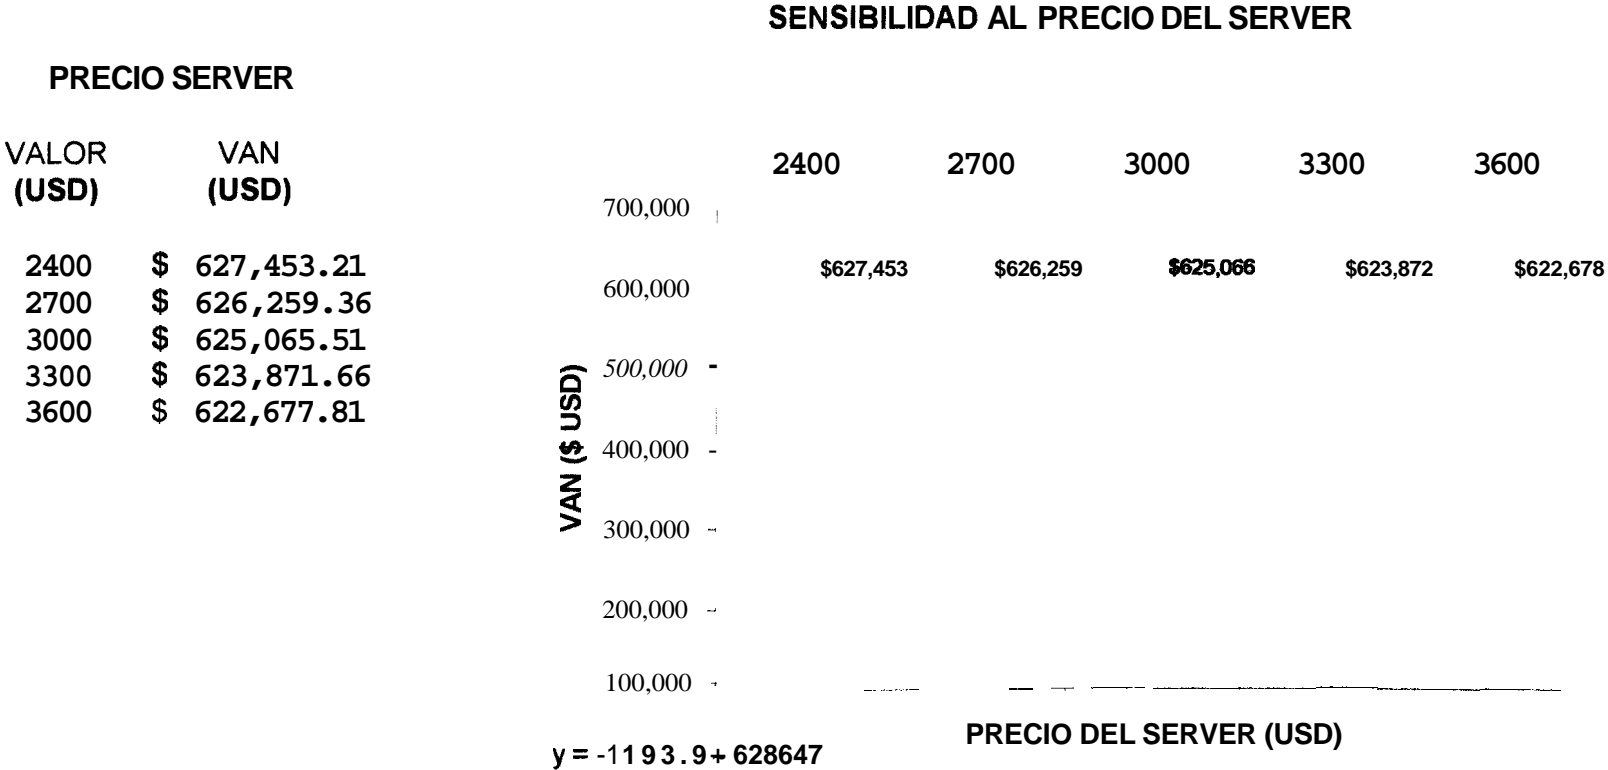 SENSIBILIDAD AL PRECIO DEL SERVER
PRECIO SERVER
VALOR VAN
(USD) (USD)
2400 $ 627,453.21
2700 $ 626,259.36
3000 $ 625,065.51
3300 $ 623,871.66
3600 $ 622,677.81
2400 2700 3000 3300 3600
700,000
$627,453 $626,259 $625,066 $623,872 $622,678
600,000
500,000
400,000
300,000
200,000
100,000
VAN ($ USD)
PRECIO DEL SERVER (USD)
y = -1193.9+ 628647